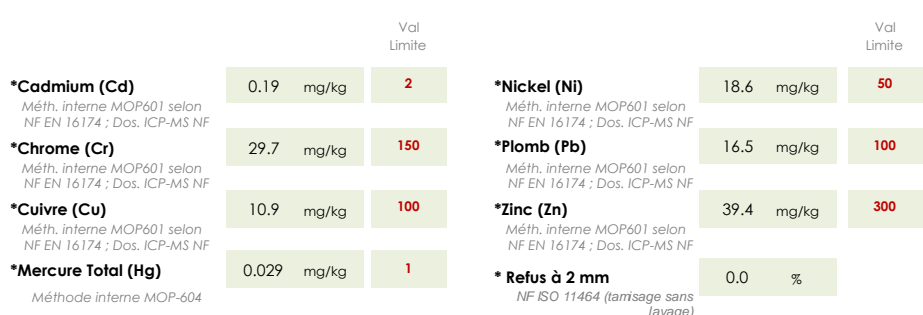 Val
Limite
*Cadmium (Cd) 0.19 mg/kg 2
Méth. interne MOP601 selon
NF EN 16174 ; Dos. ICP-MS NF
*Chrome (Cr) 29.7 mg/kg 150
Méth. interne MOP601 selon
NF EN 16174 ; Dos. ICP-MS NF
*Cuivre (Cu) 10.9 mg/kg 100
Méth. interne MOP601 selon
NF EN 16174 ; Dos. ICP-MS NF
*Mercure Total (Hg) 0.029 mg/kg 1
Méthode interne MOP-604
Val
Limite
*Nickel (Ni) 18.6 mg/kg 50
Méth. interne MOP601 selon
NF EN 16174 ; Dos. ICP-MS NF
*Plomb (Pb) 16.5 mg/kg 100
Méth. interne MOP601 selon
NF EN 16174 ; Dos. ICP-MS NF
*Zinc (Zn) 39.4 mg/kg 300
Méth. interne MOP601 selon
NF EN 16174 ; Dos. ICP-MS NF
* Refus à 2 mm 0.0 %
NF ISO 11464 (tamisage sans
lavage)